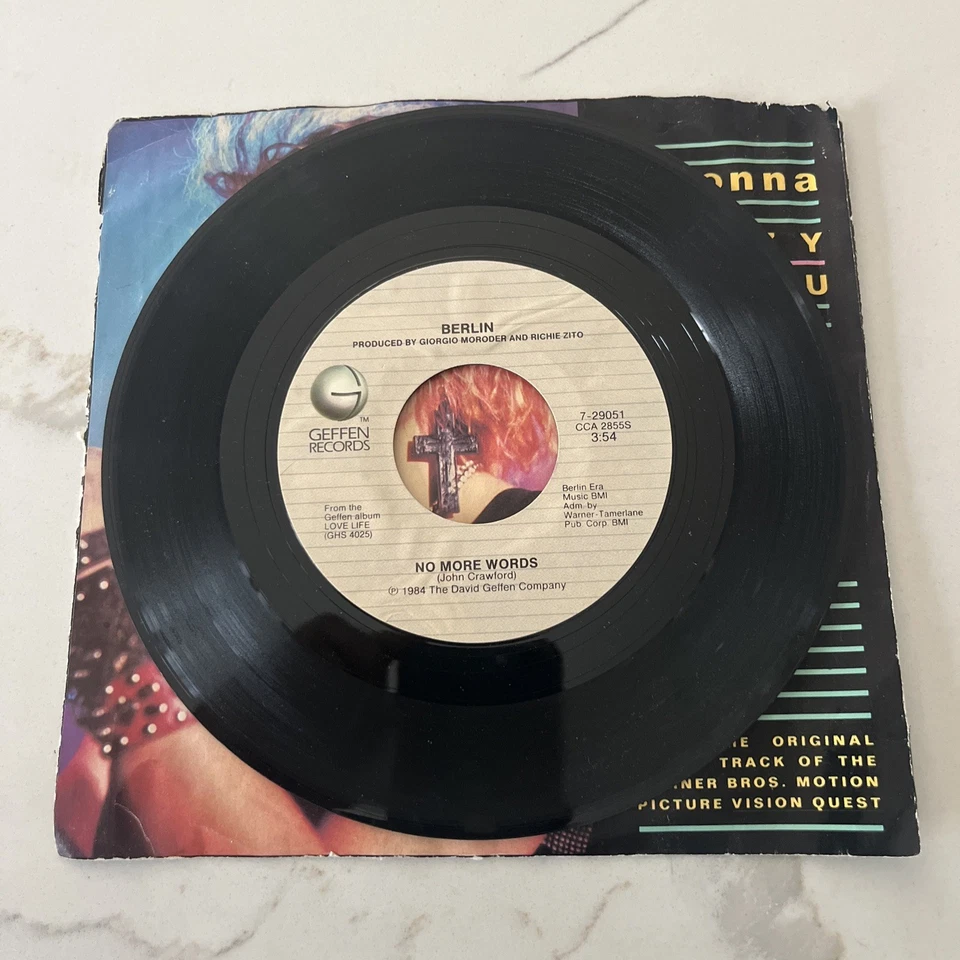 onna
Y
U
BERLIN
PRODUCED BY GIORGIO MORODER AND RICHIE ZITO
G
TM
GEFFEN
RECORDS
7-29051
CCA 2855S
3:54
From the
Geffen album
LOVE LIFE
(GHS 4025)
Berlin Era
Music BMI
Adm. by
Warner-Tamerlane
Pub. Corp. BMI
NO MORE WORDS
(John Crawford)
℗ 1984 The David Geffen Company
E ORIGINAL
TRACK OF THE
NER BROS. MOTION
PICTURE VISION QUEST